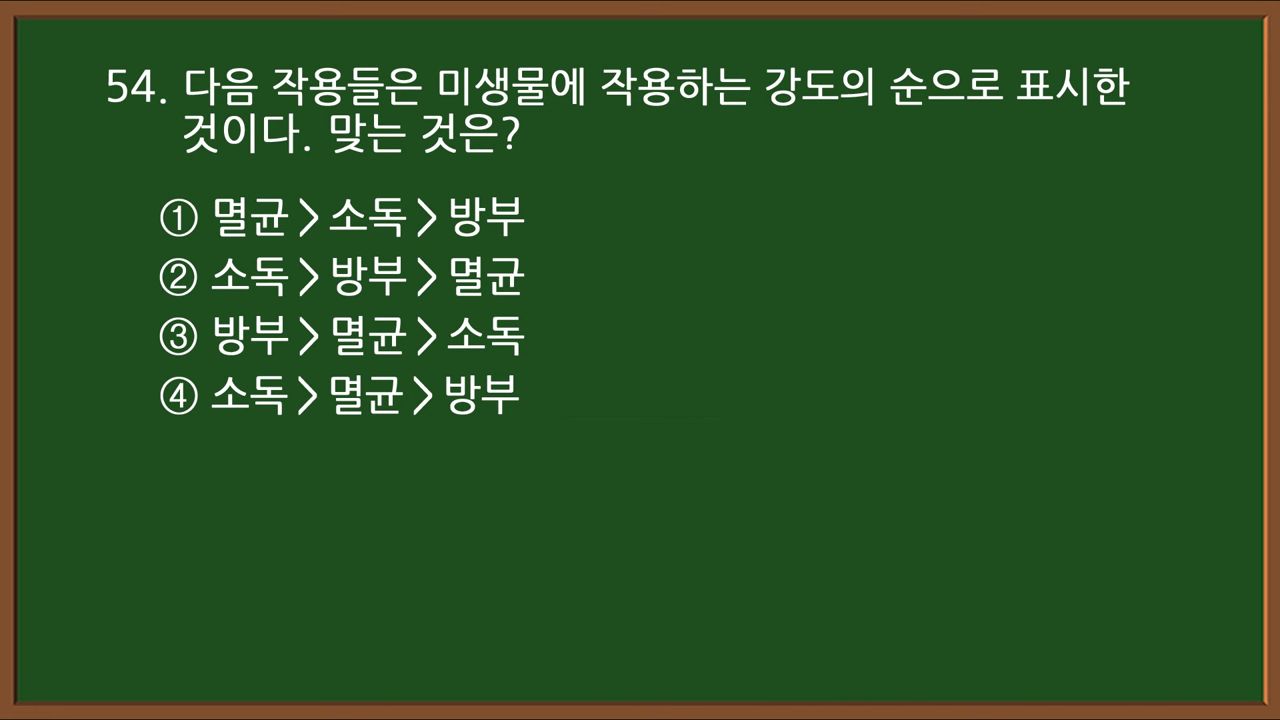 54. 다음 작용들은 미생물에 작용하는 강도의 순으로 표시한
것이다. 맞는 것은?
① 멸균 > 소독 > 방부
② 소독 > 방부 > 멸균
③ 방부 > 멸균 > 소독
④ 소독 > 멸균 > 방부